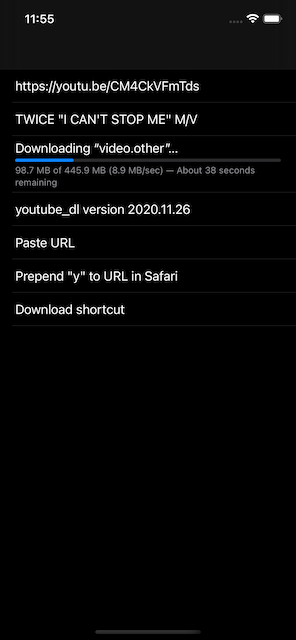 11:55
https://youtu.be/CM4CkVFmTds
TWICE "I CAN'T STOP ME" M/V
Downloading “video.other”...
98.7 MB of 445.9 MB (8.9 MB/sec) — About 38 seconds
remaining
youtube_dl version 2020.11.26
Paste URL
Prepend "y" to URL in Safari
Download shortcut